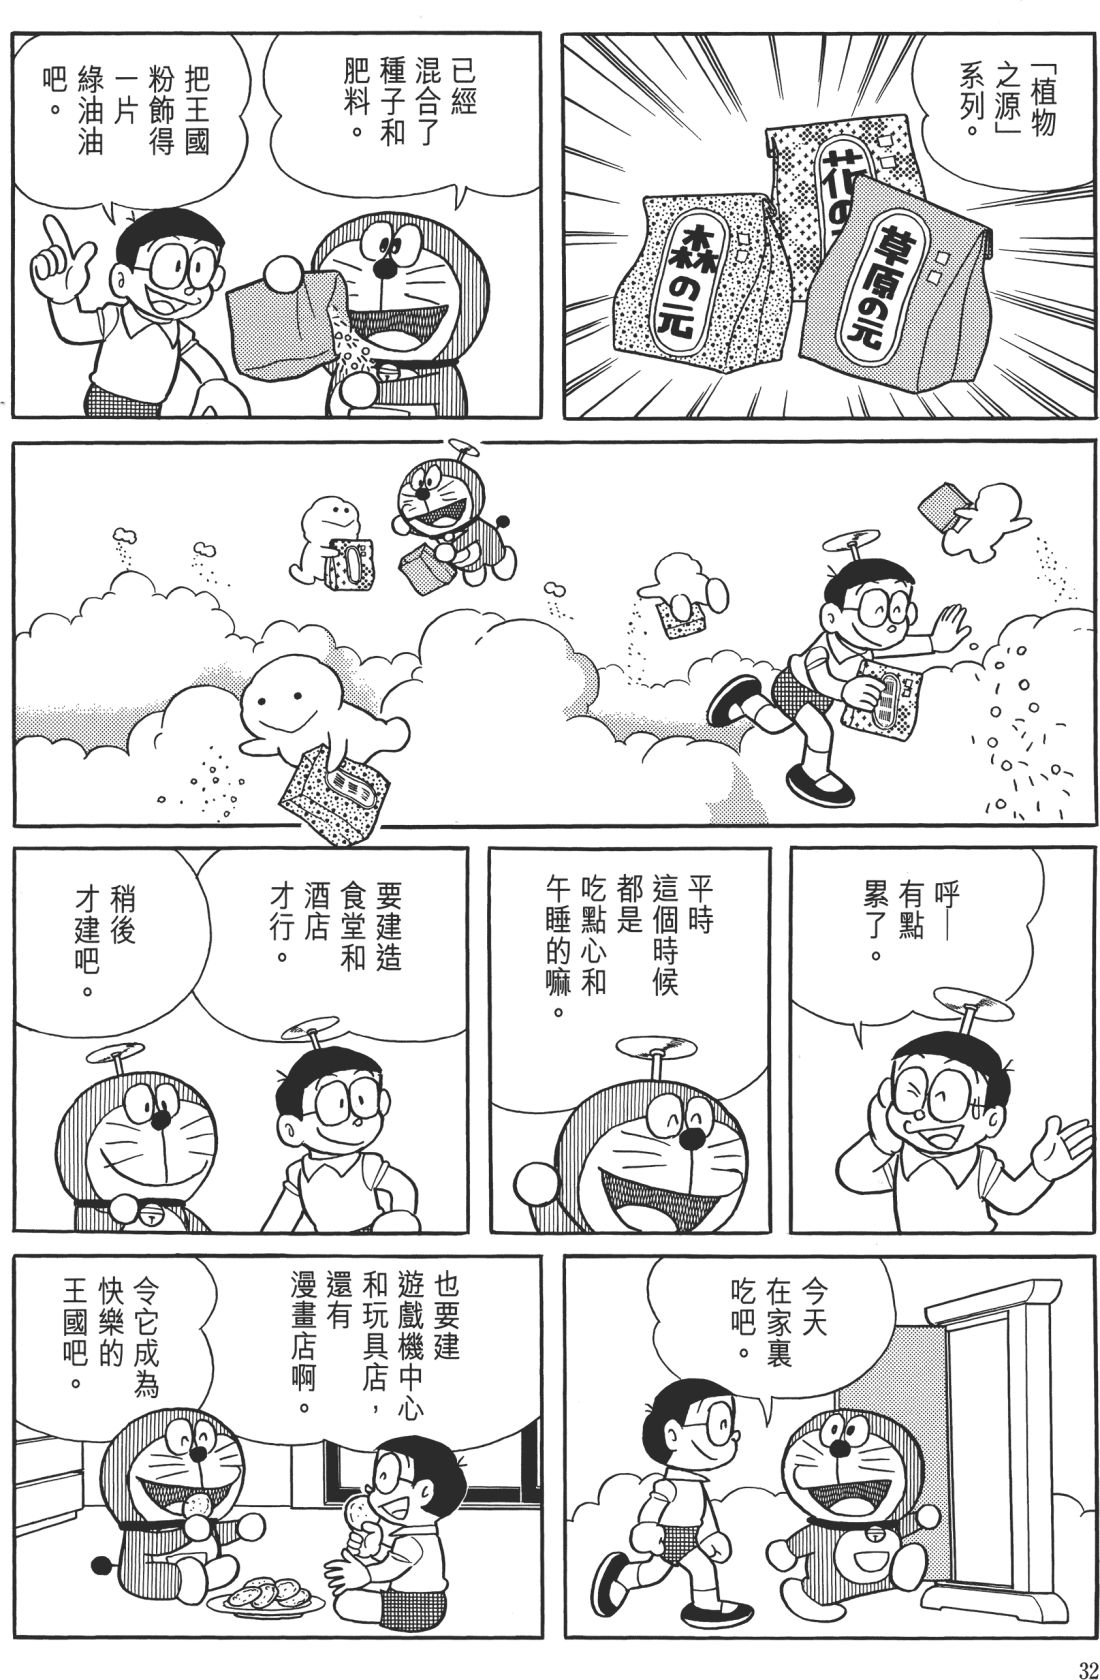 「植物
之源」
系列。
花の
森の元
草原の元
已經
混合了
種子和
肥料。
把王國
粉飾得
一片
綠油油
吧。
呼—
有點
累了。
平時
這個時候
都是
吃點心和
午睡的嘛。
要建造
食堂和
酒店
才行。
稍後
才建吧。
今天
在家裏
吃吧。
也要建
遊戲機中心
和玩具店，
還有
漫畫店啊。
令它成為
快樂的
王國吧。
32